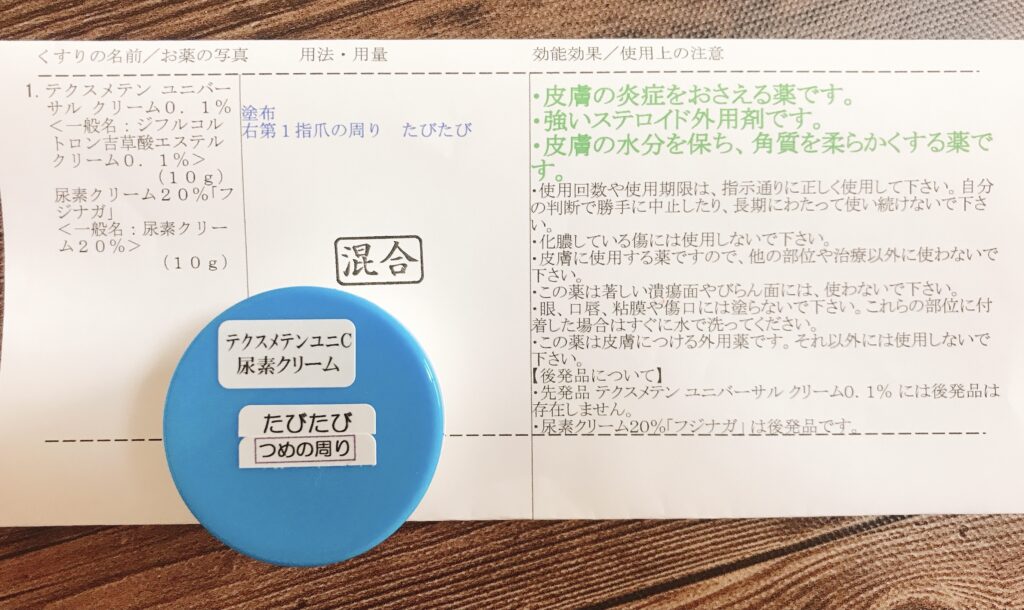 くすりの名前／お薬の写真
用法・用量
効能効果／使用上の注意
1. テクスメテン ユニバー
サル クリーム０．１％
＜一般名：ジフルコル
トロン吉草酸エステル
クリーム０．１％＞
（１０ｇ）
尿素クリーム２０％「フ
ジナガ」
＜一般名：尿素クリー
ム２０％＞
（１０ｇ）
塗布
右第１指爪の周り　たびたび
混合
・皮膚の炎症をおさえる薬です。
・強いステロイド外用剤です。
・皮膚の水分を保ち、角質を柔らかくする薬で
す。
・使用回数や使用期限は、指示通りに正しく使用して下さい。自分
の判断で勝手に中止したり、長期にわたって使い続けないで下さ
い。
・化膿している傷には使用しないで下さい。
・皮膚に使用する薬ですので、他の部位や治療以外に使わないで
下さい。
・この薬は著しい潰瘍面やびらん面には、使わないで下さい。
・眼、口唇、粘膜や傷口には塗らないで下さい。これらの部位に付
着した場合はすぐに水で洗ってください。
・この薬は皮膚につける外用薬です。それ以外には使用しないで
下さい。
【後発品について】
・先発品 テクスメテン ユニバーサル クリーム０．１％ には後発品は
存在しません。
・尿素クリーム20％「フジナガ」 は後発品です。
テクスメテンユニC
尿素クリーム
たびたび
つめの周り